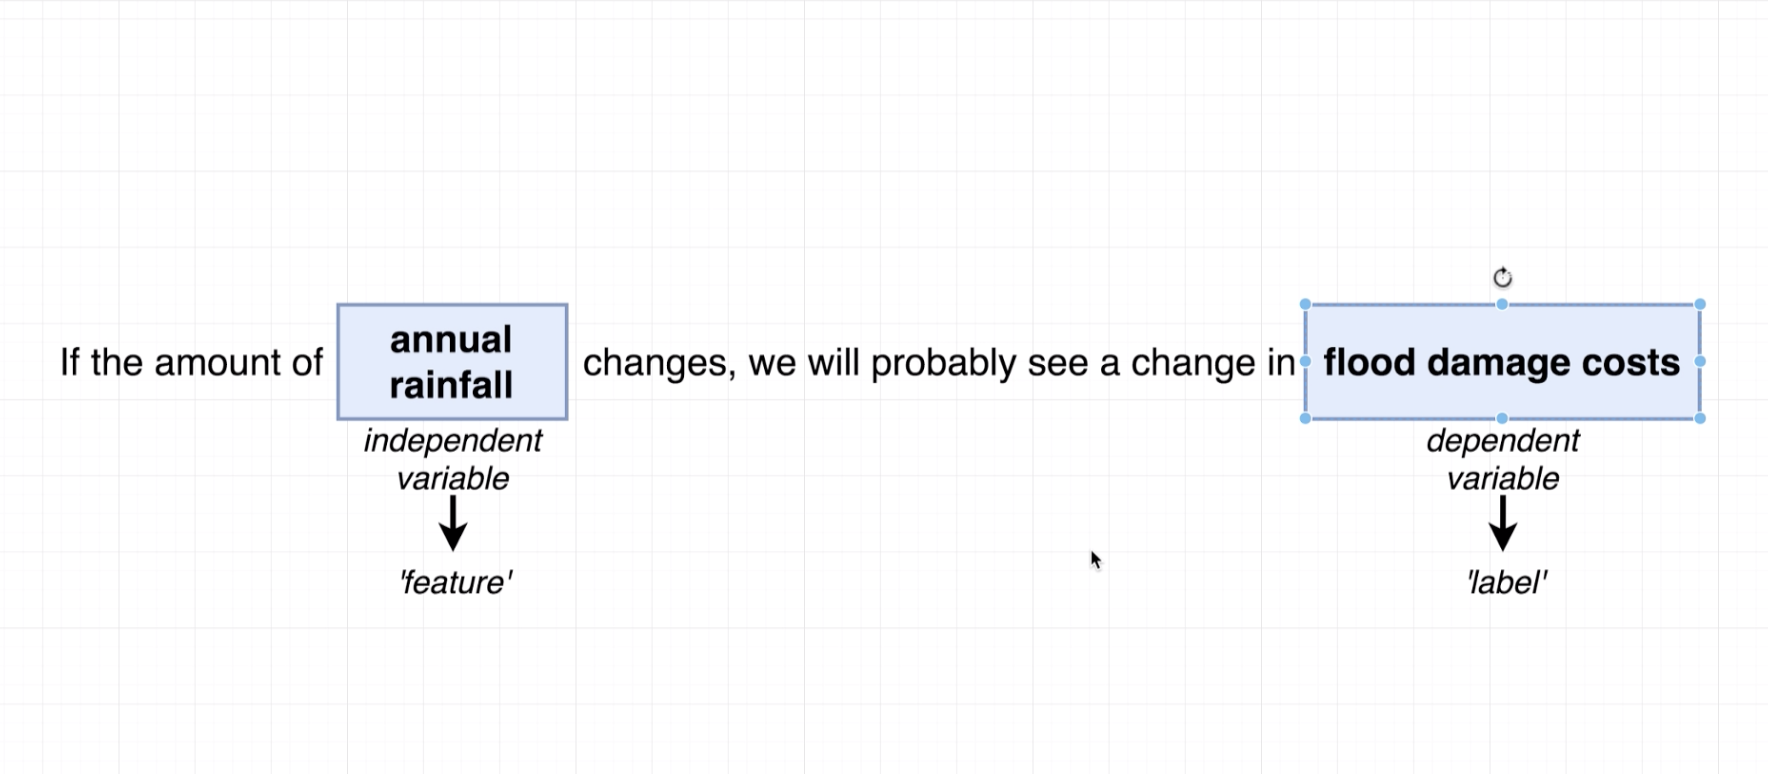 If the amount of annual rainfall changes, we will probably see a change in flood damage costs
independent variable
dependent variable
'feature'
'label'